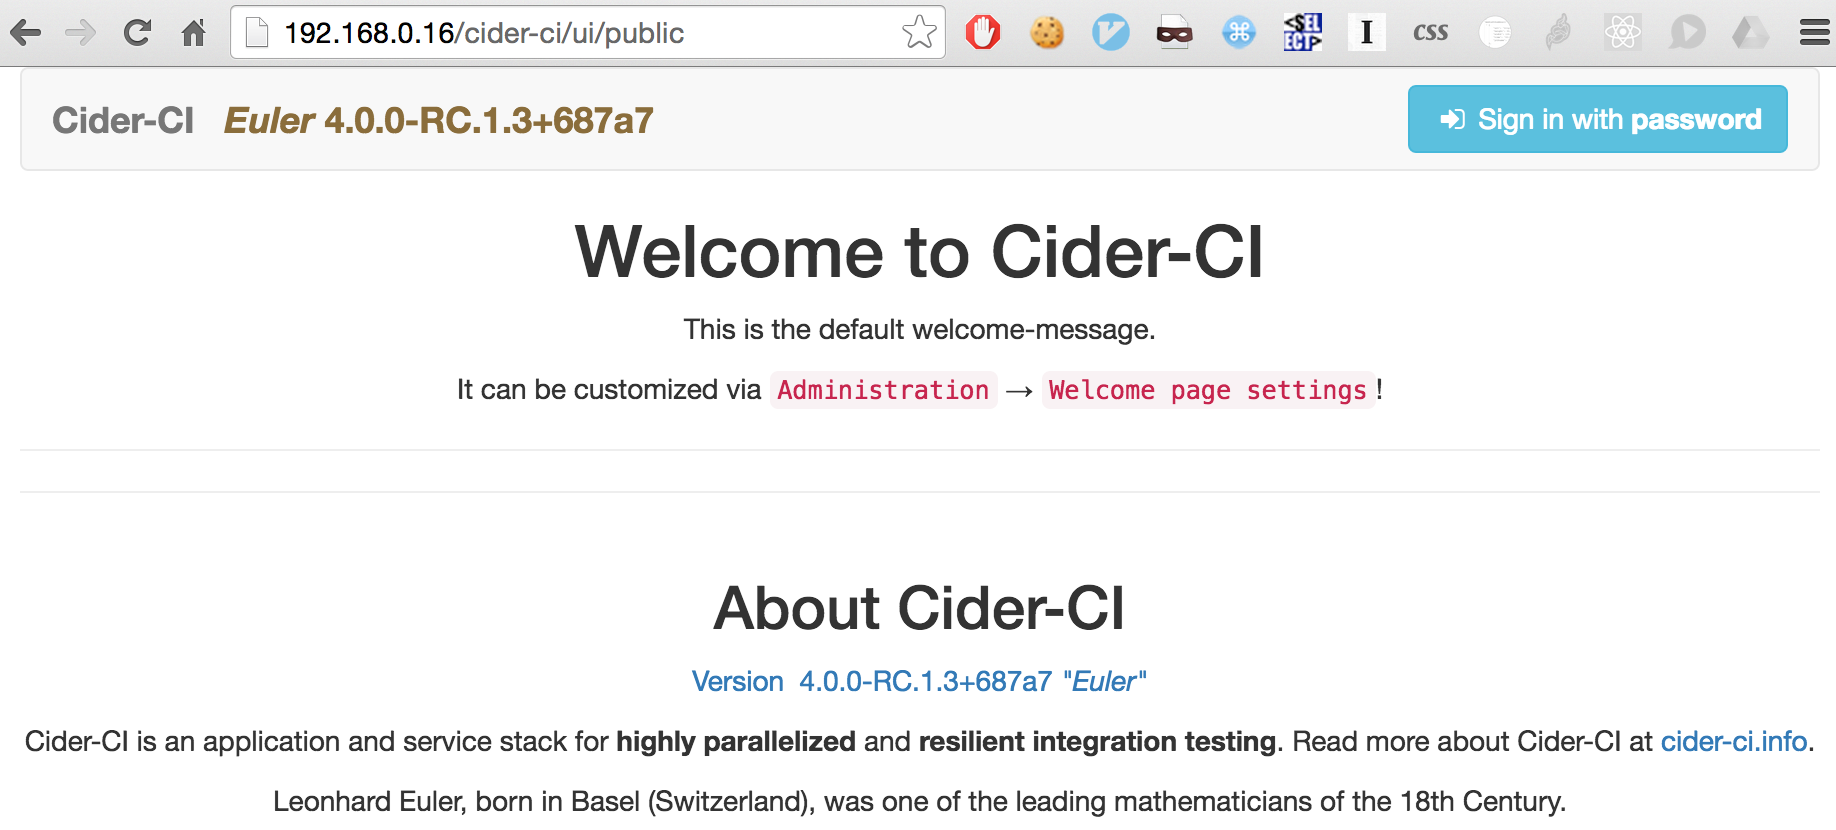 192.168.0.16/cider-ci/ui/public
<SEL
ECT>
I
CSS
Cider-CI Euler 4.0.0-RC.1.3+687a7
Sign in with password
Welcome to Cider-CI
This is the default welcome-message.
It can be customized via Administration → Welcome page settings!
About Cider-CI
Version 4.0.0-RC.1.3+687a7 "Euler"
Cider-CI is an application and service stack for highly parallelized and resilient integration testing. Read more about Cider-CI at cider-ci.info.
Leonhard Euler, born in Basel (Switzerland), was one of the leading mathematicians of the 18th Century.